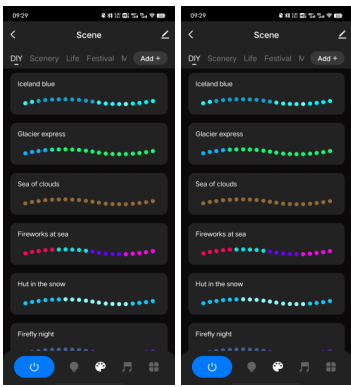 09:29
Scene
DIY Scenery Life Festival Add +
Iceland blue
Glacier express
Sea of clouds
Fireworks at sea
Hut in the snow
Firefly night
09:29
Scene
DIY Scenery Life Festival Add +
Iceland blue
Glacier express
Sea of clouds
Fireworks at sea
Hut in the snow
Firefly night